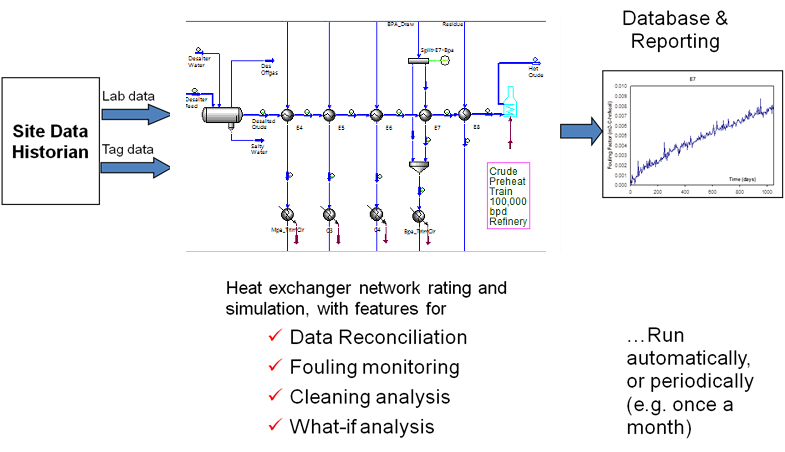 Database &
Reporting
Site Data
Historian
Lab data
Tag data
BPA_Draw
Residue
Desalter
Water
Des
Offgas
Split-E7-Bpa
Hot
Crude
Desalter
Feed
Desalted
Crude
E4
E5
E6
E7
E8
Salty
Water
Crude
Preheat
Train
100,000
bpd
Refinery
Mpa_TrimClr
C3
C4
Bpa_TrimClr
E7
Fouling Factor (m2-C-hr/kcal)
0.010
0.009
0.008
0.007
0.006
0.005
0.004
0.003
0.002
0.001
0.000
Time (days)
0
200
400
600
800
1000
Heat exchanger network rating and
simulation, with features for
✓ Data Reconciliation
✓ Fouling monitoring
✓ Cleaning analysis
✓ What-if analysis
…Run
automatically,
or periodically
(e.g. once a
month)